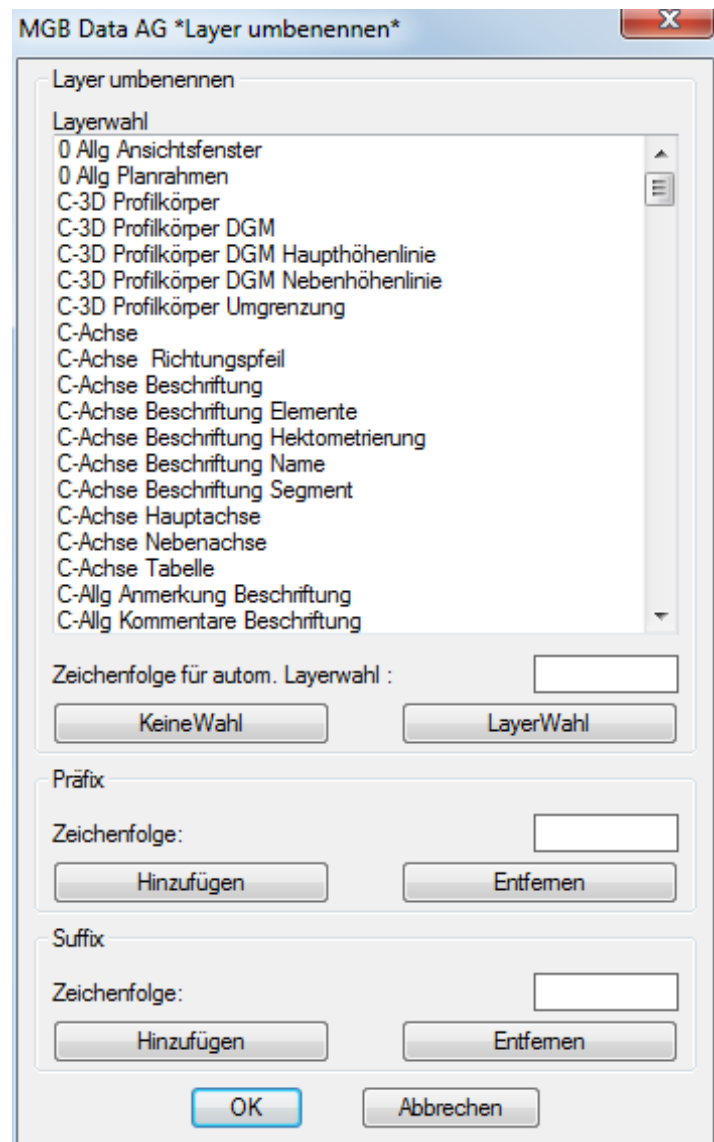 MGB Data AG *Layer umbenennen*
Layer umbenennen
Layerwahl
0 Allg Ansichtsfenster
0 Allg Planrahmen
C-3D Profilkörper
C-3D Profilkörper DGM
C-3D Profilkörper DGM Haupthöhenlinie
C-3D Profilkörper DGM Nebenhöhenlinie
C-3D Profilkörper Umgrenzung
C-Achse
C-Achse  Richtungspfeil
C-Achse Beschriftung
C-Achse Beschriftung Elemente
C-Achse Beschriftung Hektometrierung
C-Achse Beschriftung Name
C-Achse Beschriftung Segment
C-Achse Hauptachse
C-Achse Nebenachse
C-Achse Tabelle
C-Allg Anmerkung Beschriftung
C-Allg Kommentare Beschriftung
Zeichenfolge für autom. Layerwahl :
KeineWahl LayerWahl
Präfix
Zeichenfolge:
Hinzufügen Entfernen
Suffix
Zeichenfolge:
Hinzufügen Entfernen
OK Abbrechen